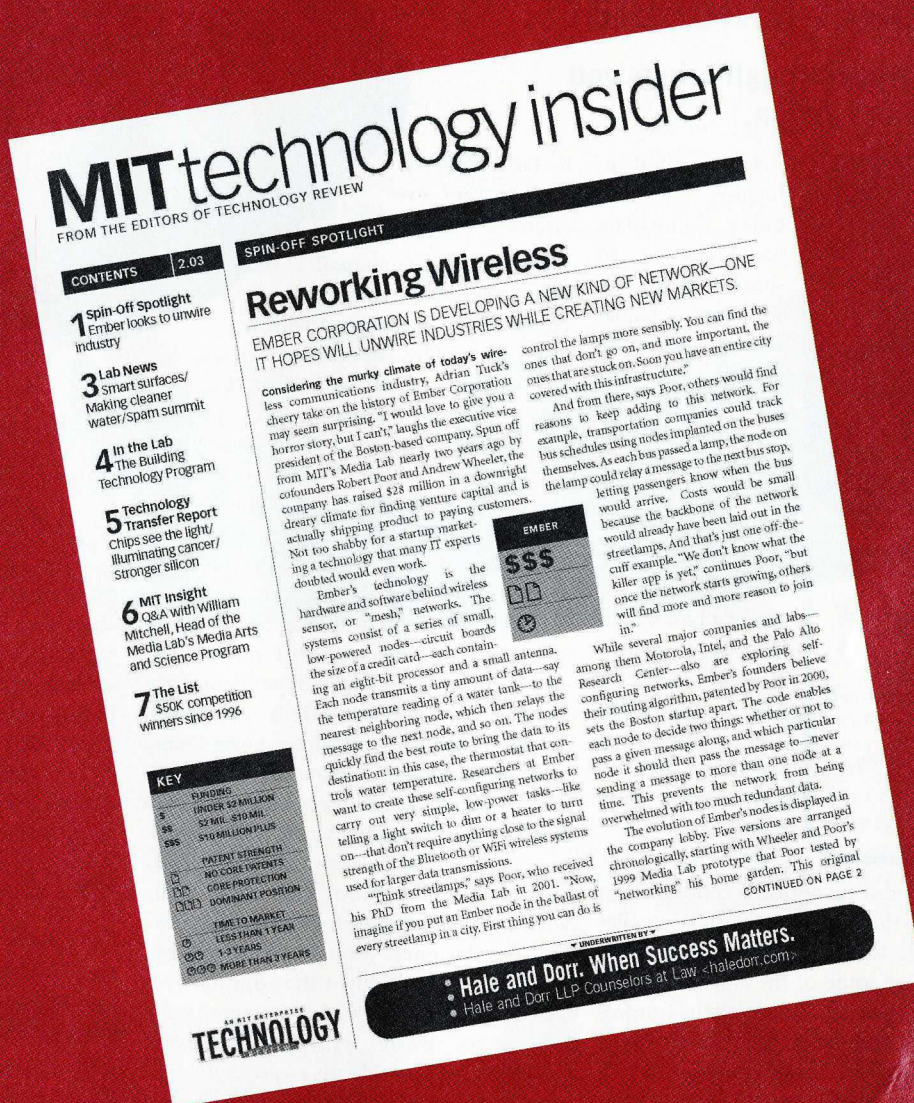 MIT technology insider
FROM THE EDITORS OF TECHNOLOGY REVIEW
CONTENTS 2.03
1 Spin-off Spotlight
Ember looks to unwire
industry
3 Lab News
Smart surfaces/
Making cleaner
water/Spam summit
4 In the Lab
The Building
Technology Program
5 Technology
Transfer Report
Chips see the light/
Illuminating cancer/
Stronger silicon
6 MIT Insight
Q&A with William
Mitchell, Head of the
Media Lab's Media Arts
and Science Program
7 The List
$50K competition
winners since 1996
KEY
FUNDING
$ UNDER $2 MILLION
$$ $2 MIL-$10 MIL
$$$ $10 MILLION PLUS
PATENT STRENGTH
NO CORE PATENTS
CORE PROTECTION
DOMINANT POSITION
TIME TO MARKET
LESS THAN 1 YEAR
1-3 YEARS
MORE THAN 3 YEARS
AN MIT ENTERPRISE
TECHNOLOGY
SPIN-OFF SPOTLIGHT
Reworking Wireless
EMBER CORPORATION IS DEVELOPING A NEW KIND OF NETWORK—ONE
IT HOPES WILL UNWIRE INDUSTRIES WHILE CREATING NEW MARKETS.
Considering the murky climate of today's wire-
less communications industry, Adrian Tuck's
cheery take on the history of Ember Corporation
may seem surprising. "I would love to give you a
horror story, but I can't," laughs the executive vice
president of the Boston-based company. Spun off
from MIT's Media Lab nearly two years ago by
cofounders Robert Poor and Andrew Wheeler, the
company has raised $28 million in a downright
dreary climate for finding venture capital and is
actually shipping product to paying customers.
Not too shabby for a startup market-
ing a technology that many IT experts
doubted would even work.
Ember's technology is the
hardware and software behind wireless
sensor, or "mesh," networks. The
systems consist of a series of small,
low-powered nodes—circuit boards
the size of a credit card—each contain-
ing an eight-bit processor and a small antenna.
Each node transmits a tiny amount of data—say
the temperature reading of a water tank—to the
nearest neighboring node, which then relays the
message to the next node, and so on. The nodes
quickly find the best route to bring the data to its
destination: in this case, the thermostat that con-
trols water temperature. Researchers at Ember
want to create these self-configuring networks to
carry out very simple, low-power tasks—like
telling a light switch to dim or a heater to turn
on—that don't require anything close to the signal
strength of the Bluetooth or WiFi wireless systems
used for larger data transmissions.
"Think streetlamps," says Poor, who received
his PhD from the Media Lab in 2001. "Now,
imagine if you put an Ember node in the ballast of
every streetlamp in a city. First thing you can do is
control the lamps more sensibly. You can find the
ones that don't go on, and more important, the
ones that are stuck on. Soon you have an entire city
covered with this infrastructure."
And from there, says Poor, others would find
reasons to keep adding to this network. For
example, transportation companies could track
bus schedules using nodes implanted on the buses
themselves. As each bus passed a lamp, the node on
the lamp could relay a message to the next bus stop,
letting passengers know when the bus
would arrive. Costs would be small
because the backbone of the network
would already have been laid out in the
streetlamps. And that's just one off-the-
cuff example. "We don't know what the
killer app is yet," continues Poor, "but
once the network starts growing, others
will find more and more reason to join
in."
EMBER
$$$
While several major companies and labs—
among them Motorola, Intel, and the Palo Alto
Research Center—also are exploring self-
configuring networks, Ember's founders believe
their routing algorithm, patented by Poor in 2000,
sets the Boston startup apart. The code enables
each node to decide two things: whether or not to
pass a given message along, and which particular
node it should then pass the message to—never
sending a message to more than one node at a
time. This prevents the network from being
overwhelmed with too much redundant data.
The evolution of Ember's nodes is displayed in
the company lobby. Five versions are arranged
chronologically, starting with Wheeler and Poor's
1999 Media Lab prototype that Poor tested by
"networking" his home garden. This original
CONTINUED ON PAGE 2
UNDERWRITTEN BY
Hale and Dorr. When Success Matters.
Hale and Dorr LLP Counselors at Law <haledorr.com>